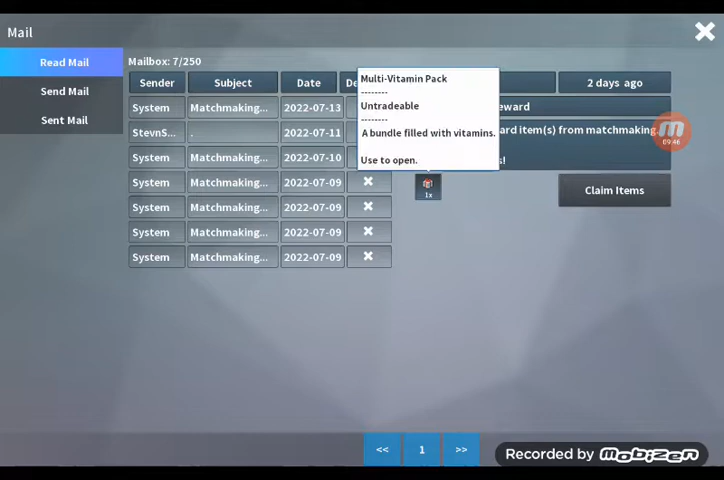 Mail
Read Mail
Send Mail
Sent Mail
Mailbox: 7/250
Sender Subject Date De 2 days ago
System Matchmaking... 2022-07-13
StevnS... . 2022-07-11
System Matchmaking... 2022-07-10
System Matchmaking... 2022-07-09
System Matchmaking... 2022-07-09
System Matchmaking... 2022-07-09
System Matchmaking... 2022-07-09
Multi-Vitamin Pack
--------
Untradeable
--------
A bundle filled with vitamins.
Use to open.
eward
ard item(s) from matchmaking.
s!
1x
Claim Items
09:46
<< 1 >>
Recorded by mobizen